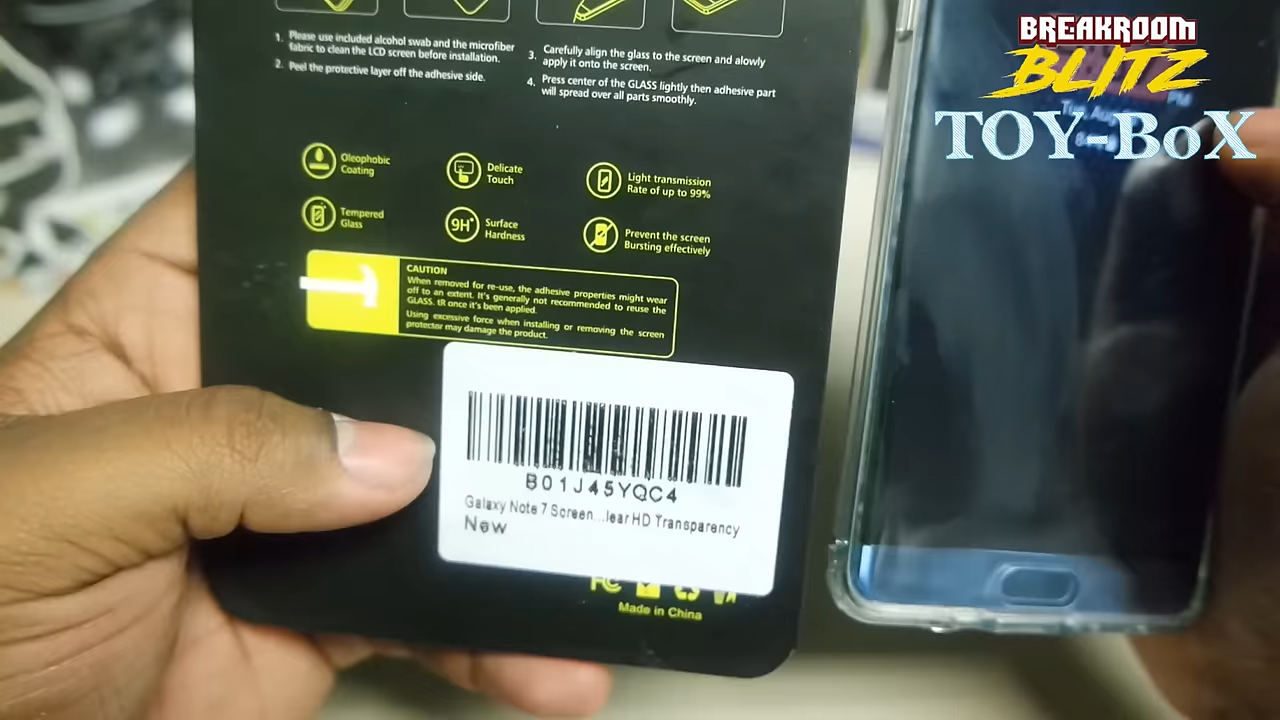 BREAKROOM
BLITZ
TOY-BoX
Tue, Aug
1. Please use included alcohol swab and the microfiber
fabric to clean the LCD screen before installation.
2. Peel the protective layer off the adhesive side.
3. Carefully align the glass to the screen and alowly
apply it onto the screen.
4. Press center of the GLASS lightly then adhesive part
will spread over all parts smoothly.
Oleophobic
Coating
Delicate
Touch
Light transmission
Rate of up to 99%
Tempered
Glass
9H
Surface
Hardness
Prevent the screen
Bursting effectively
CAUTION
When removed for re-use, the adhesive properties might wear
off to an extent. It's generally not recommended to reuse the
GLASS. tR once it's been applied.
Using excessive force when installing or removing the screen
protector may damage the product.
B01J45YQC4
Galaxy Note 7 Screen...lear HD Transparency
New
FC
Made in China